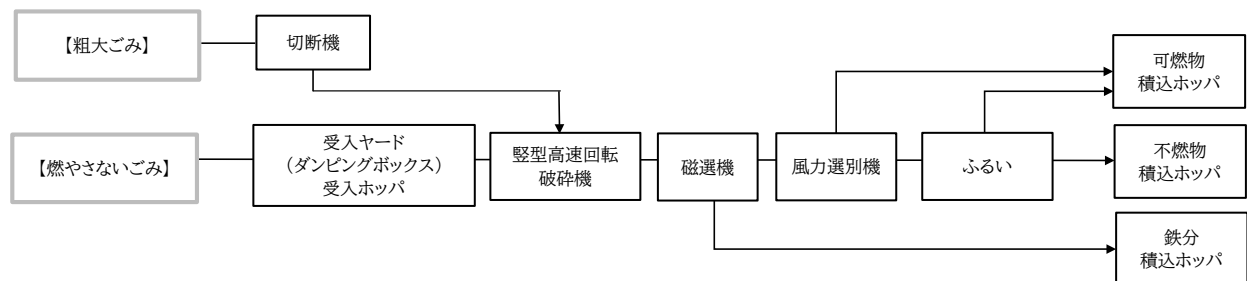 【粗大ごみ】
切断機
可燃物
積込ホッパ
【燃やさないごみ】
受入ヤード
（ダンピングボックス）
受入ホッパ
竪型高速回転
破砕機
磁選機
風力選別機
ふるい
不燃物
積込ホッパ
鉄分
積込ホッパ